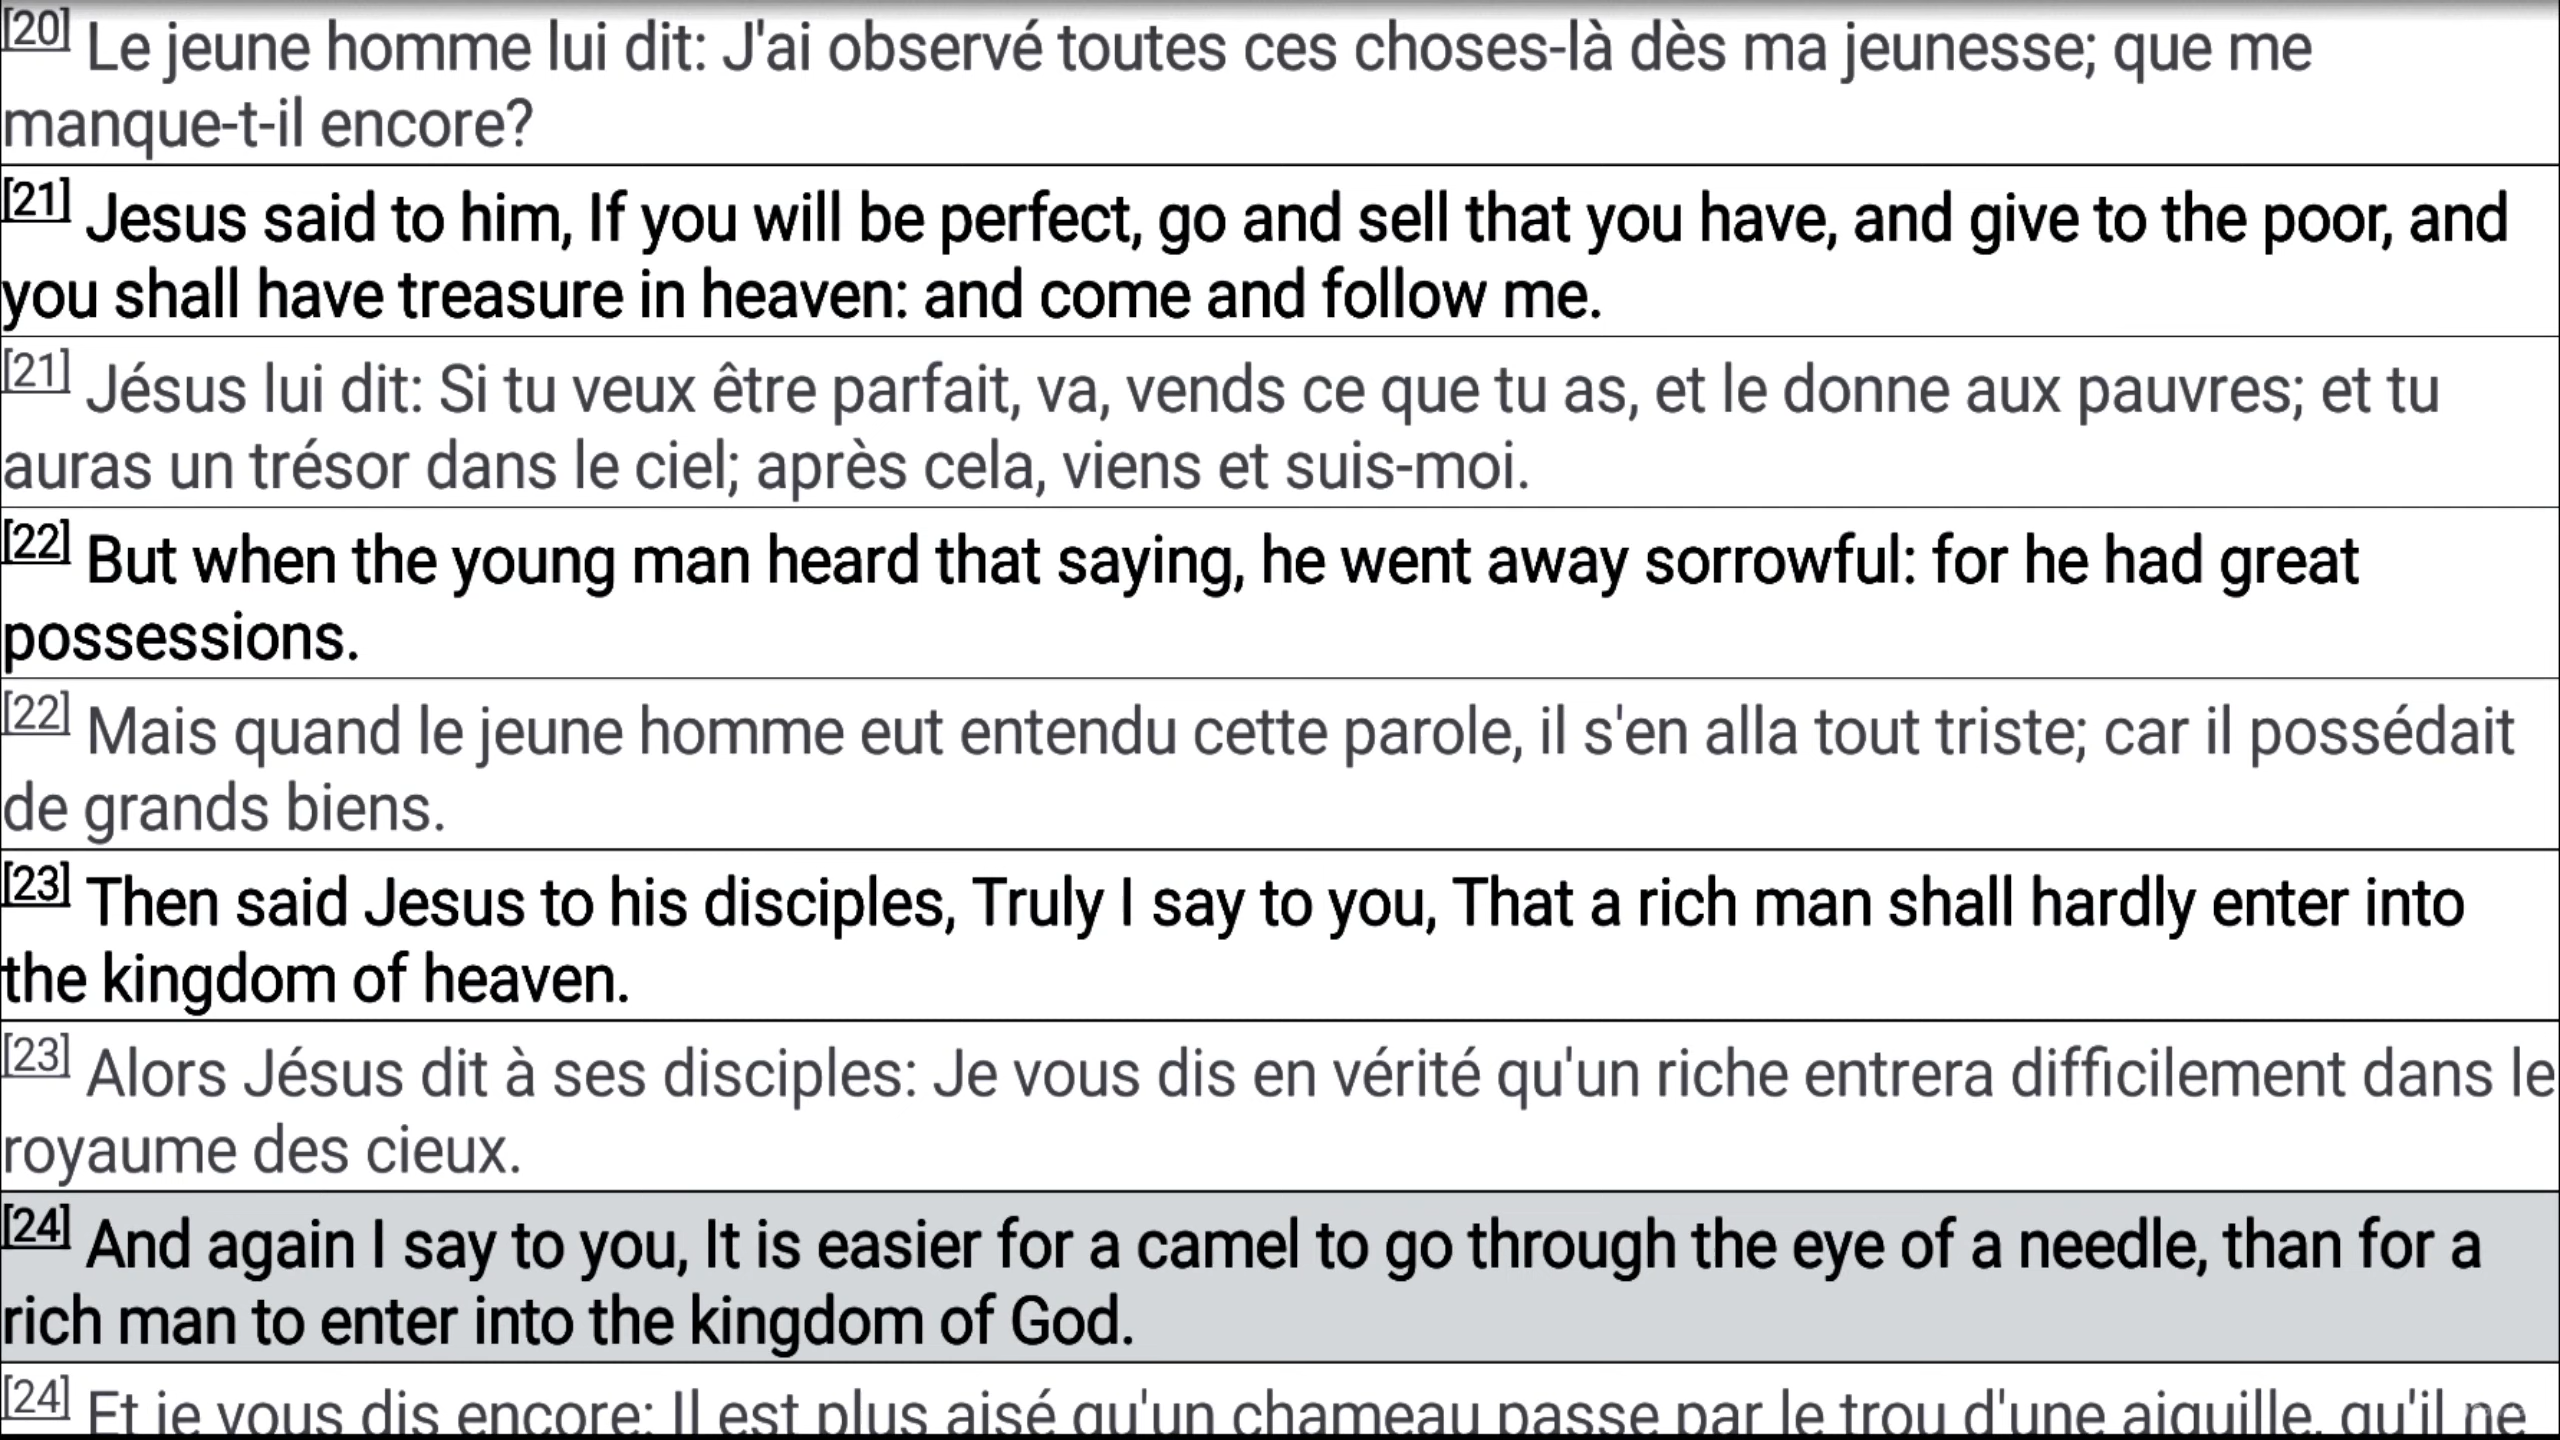 [20] Le jeune homme lui dit: J'ai observé toutes ces choses-là dès ma jeunesse; que me
manque-t-il encore?
[21] Jesus said to him, If you will be perfect, go and sell that you have, and give to the poor, and
you shall have treasure in heaven: and come and follow me.
[21] Jésus lui dit: Si tu veux être parfait, va, vends ce que tu as, et le donne aux pauvres; et tu
auras un trésor dans le ciel; après cela, viens et suis-moi.
[22] But when the young man heard that saying, he went away sorrowful: for he had great
possessions.
[22] Mais quand le jeune homme eut entendu cette parole, il s'en alla tout triste; car il possédait
de grands biens.
[23] Then said Jesus to his disciples, Truly I say to you, That a rich man shall hardly enter into
the kingdom of heaven.
[23] Alors Jésus dit à ses disciples: Je vous dis en vérité qu'un riche entrera difficilement dans le
royaume des cieux.
[24] And again I say to you, It is easier for a camel to go through the eye of a needle, than for a
rich man to enter into the kingdom of God.
[24] Et je vous dis encore: Il est plus aisé qu'un chameau passe par le trou d'une aiguille, qu'il ne